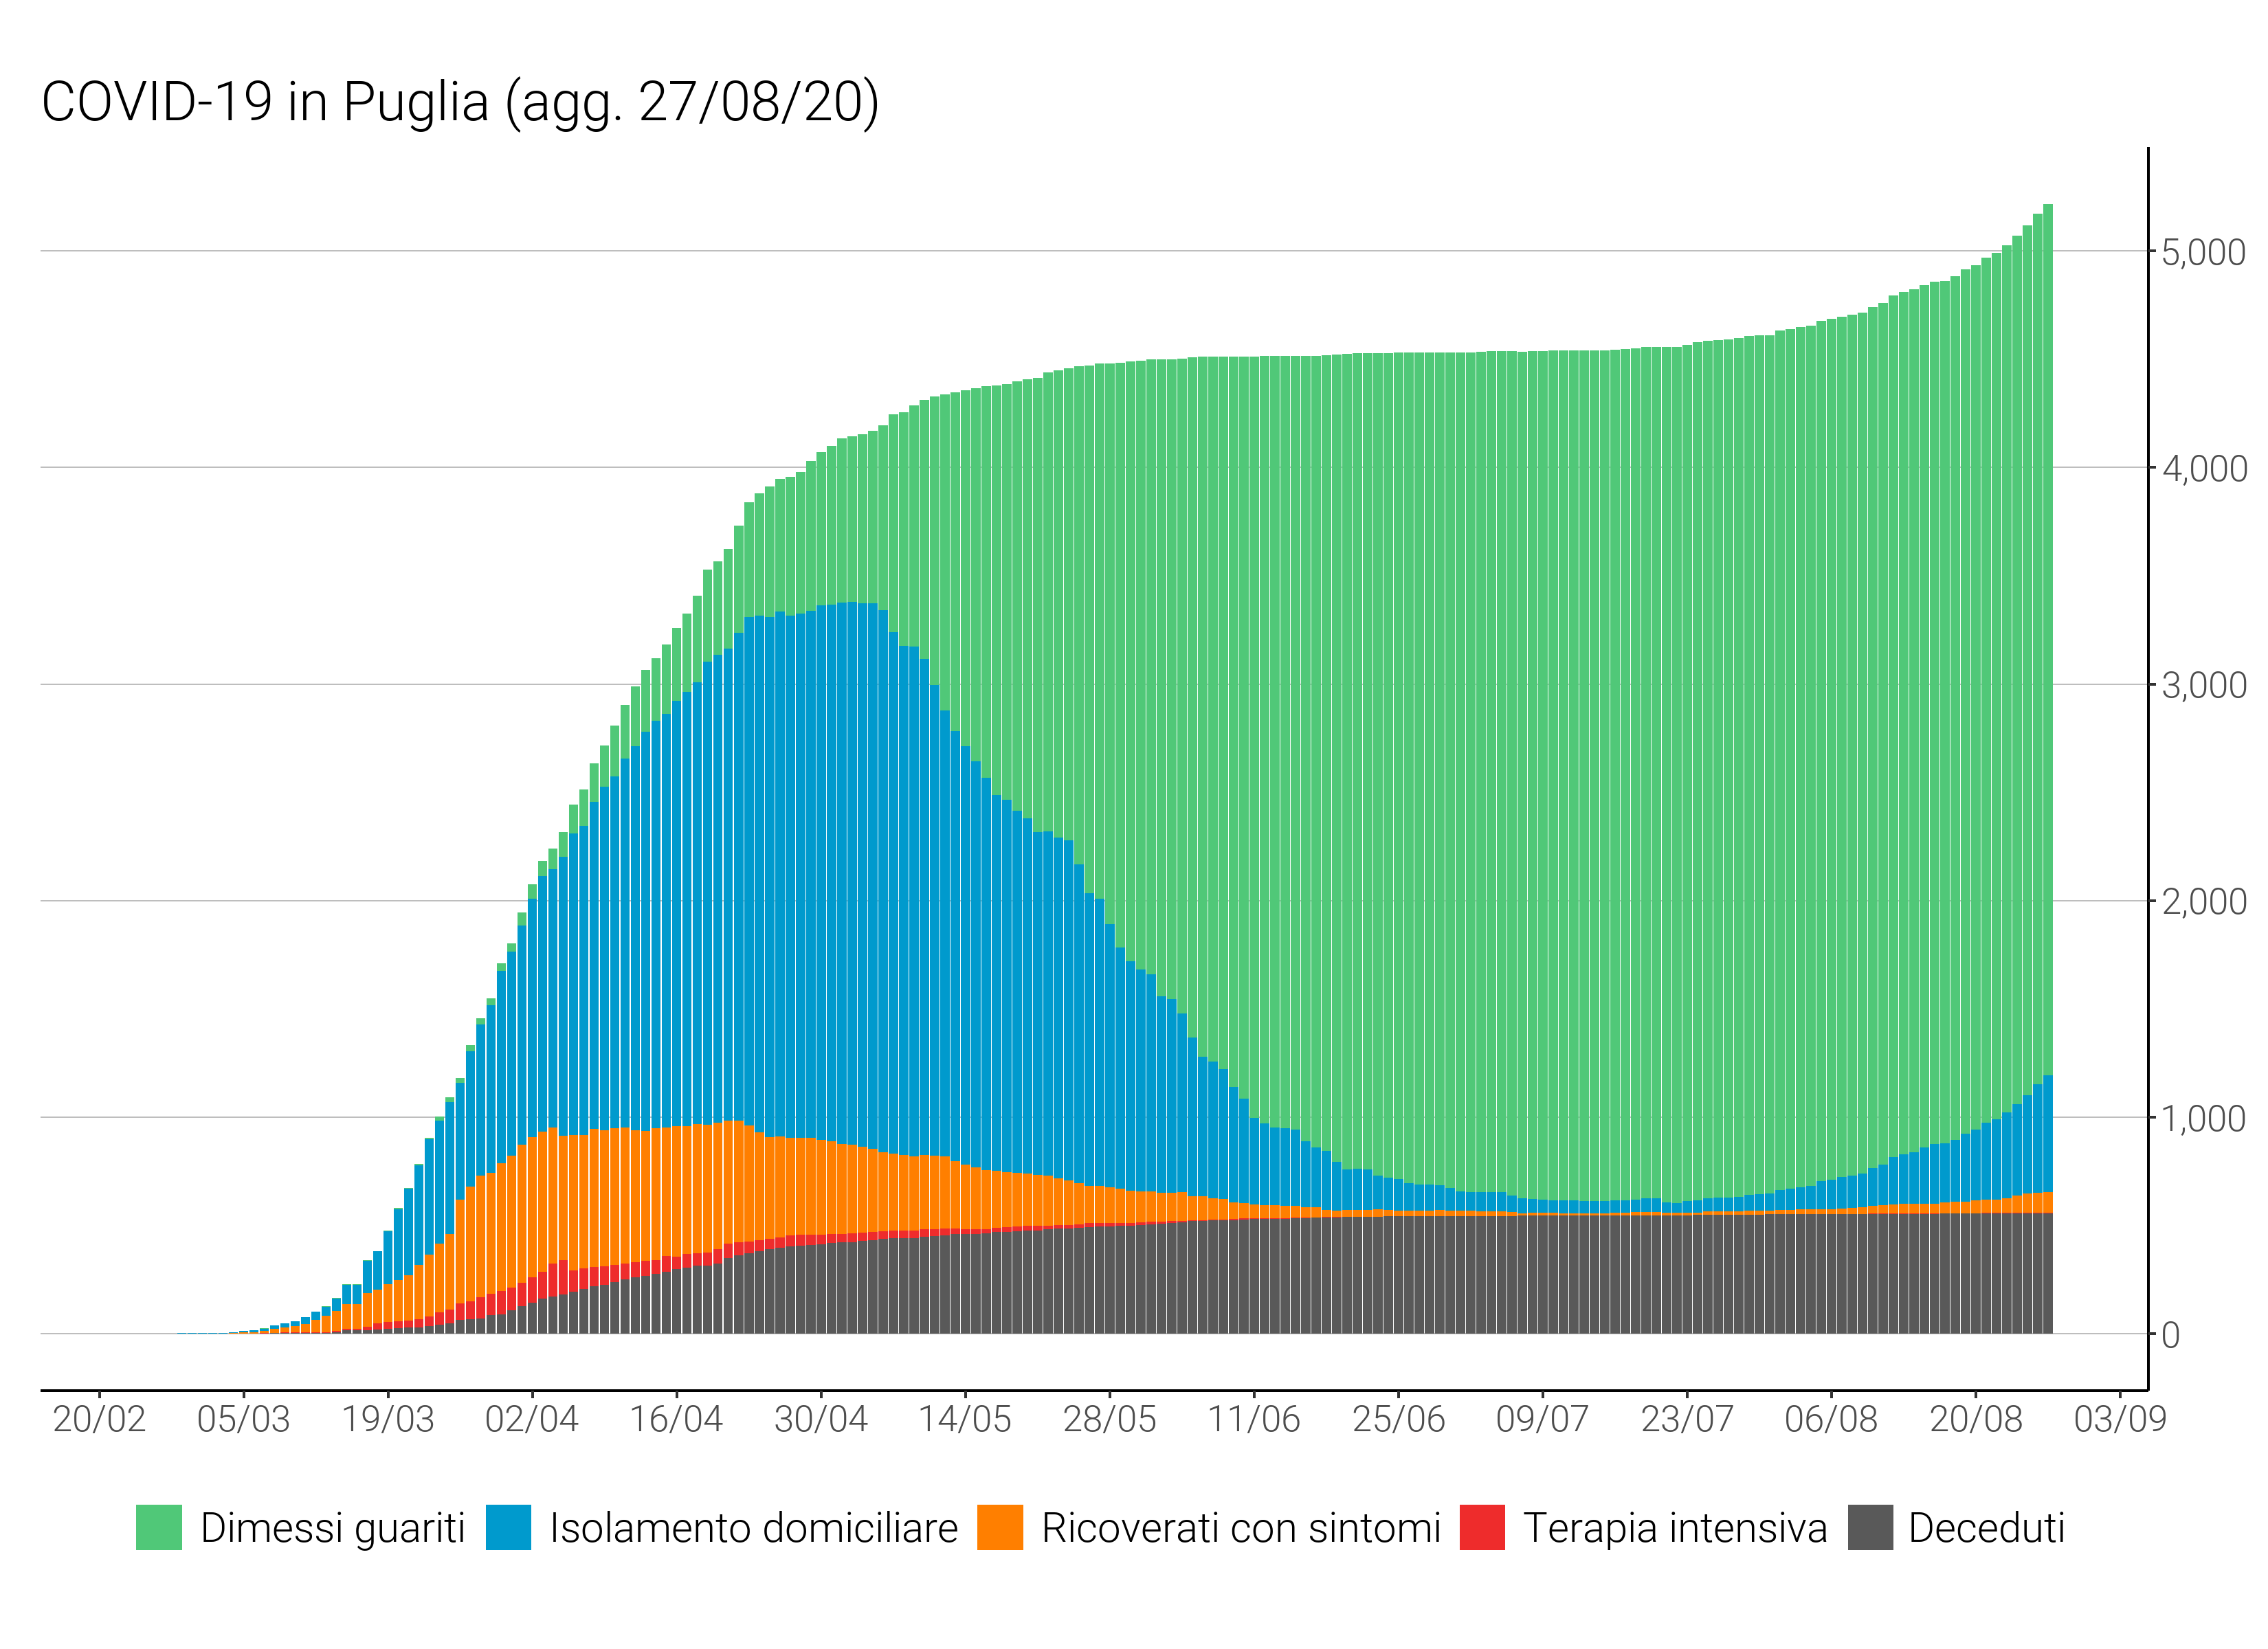 COVID-19 in Puglia (agg. 27/08/20)
5,000
4,000
3,000
2,000
1,000
0
20/02 05/03 19/03 02/04 16/04 30/04 14/05 28/05 11/06 25/06 09/07 23/07 06/08 20/08 03/09
Dimessi guariti Isolamento domiciliare Ricoverati con sintomi Terapia intensiva Deceduti